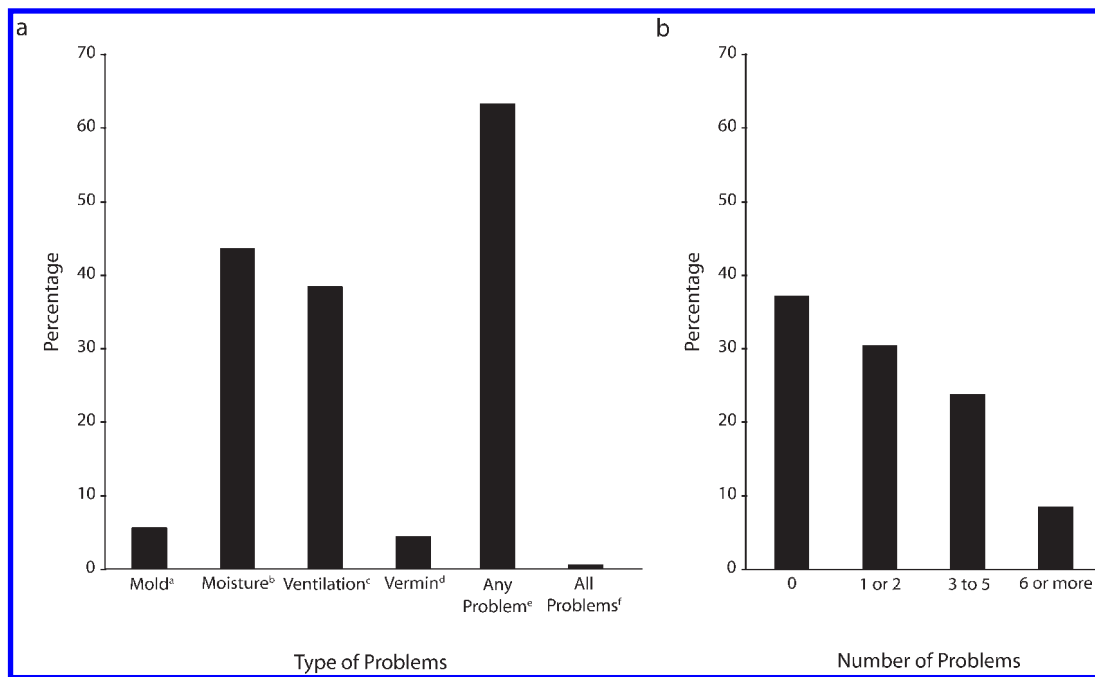 a
70
60
50
40
30
20
10
0
Percentage
Moldᵃ
Moistureᵇ
Ventilationᶜ
Verminᵈ
Any
Problemᵉ
All
Problemsᶠ
Type of Problems
b
70
60
50
40
30
20
10
0
Percentage
0
1 or 2
3 to 5
6 or more
Number of Problems